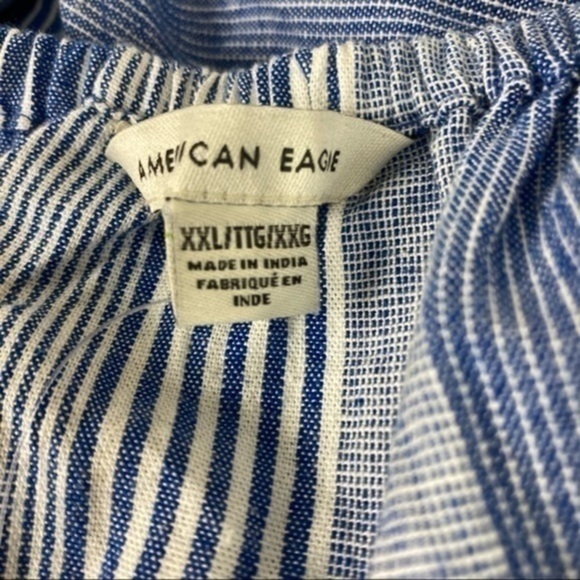 AMERICAN EAGLE
XXL/TTG/XXG
MADE IN INDIA
FABRIQUÉ EN
INDE